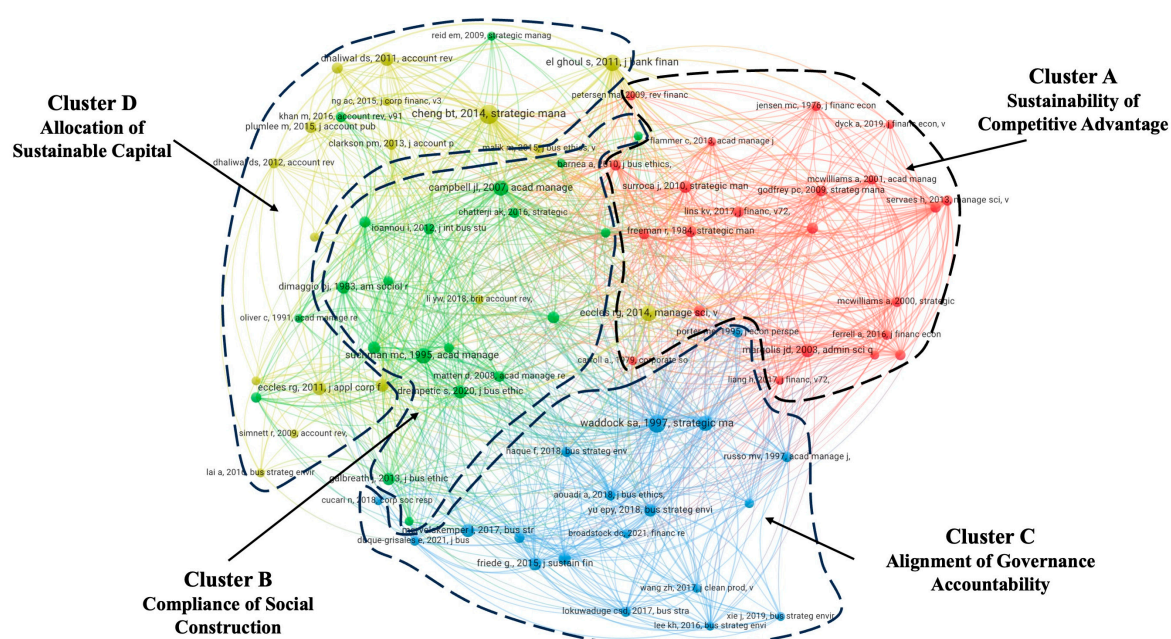 reid em, 2009, strategic manag
dhaliwal ds, 2011, account rev
el ghoul s, 2011, j bank finan
Cluster A
Sustainability of
Competitive Advantage
Cluster D
Allocation of
Sustainable Capital
ng ac, 2015, j corp financ, v3
petersen ma, 2009, rev financ
jensen mc, 1976, j financ econ
khan m, 2016, account rev, v91
cheng bt, 2014, strategic mana
plumlee m, 2015, j account pub
dyck a, 2019, j financ econ, v
clarkson pm, 2013, j account p
flammer c, 2013, acad manage j
malik m, 2015, j bus ethics, v
dhaliwal ds, 2012, account rev
barnea a, 2010, j bus ethics,
mcwilliams a, 2001, acad manag
campbell jl, 2007, acad manage
surroca j, 2010, strategic man
godfrey pc, 2009, strateg mana
servaes h, 2013, manage sci, v
chatterji ak, 2016, strategic
lins kv, 2017, j financ, v72,
ioannou i, 2012, j int bus stu
freeman r, 1984, strategic man
dimaggio pj, 1983, am sociol r
li yw, 2018, brit account rev,
mcwilliams a, 2000, strategic
eccles rg, 2014, manage sci, v
oliver c, 1991, acad manage re
porter me, 1995, j econ perspe
ferrell a, 2016, j financ econ
suchman mc, 1995, acad manage
margolis jd, 2003, admin sci q
carroll a., 1979, corporate so
matten d, 2008, acad manage re
liang h, 2017, j financ, v72,
eccles rg, 2011, j appl corp f
drempetic s, 2020, j bus ethic
waddock sa, 1997, strategic ma
simnett r, 2009, account rev,
haque f, 2018, bus strateg env
russo mv, 1997, acad manage j,
lai a, 2016, bus strateg envir
galbreath j, 2013, j bus ethic
cucari n, 2018, corp soc resp
aouadi a, 2018, j bus ethics,
yu epy, 2018, bus strateg envi
2017, bus str
broadstock dc, 2021, financ re
duque-grisales e, 2021, j bus
Cluster C
Alignment of Governance
Accountability
friede g., 2015, j sustain fin
Cluster B
Compliance of Social
Construction
wang zh, 2017, j clean prod, v
lokuwaduge csd, 2017, bus stra
xie j, 2019, bus strateg envir
lee kh, 2016, bus strateg envi